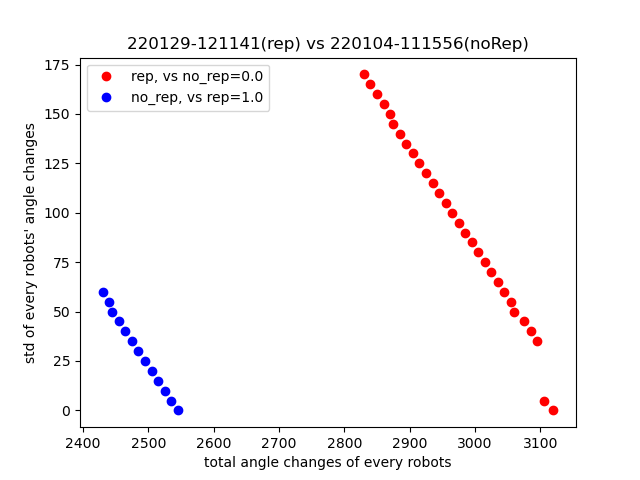 220129-121141(rep) vs 220104-111556(noRep)
rep, vs no_rep=0.0
no_rep, vs rep=1.0
std of every robots' angle changes
175
150
125
100
75
50
25
0
2400 2500 2600 2700 2800 2900 3000 3100
total angle changes of every robots